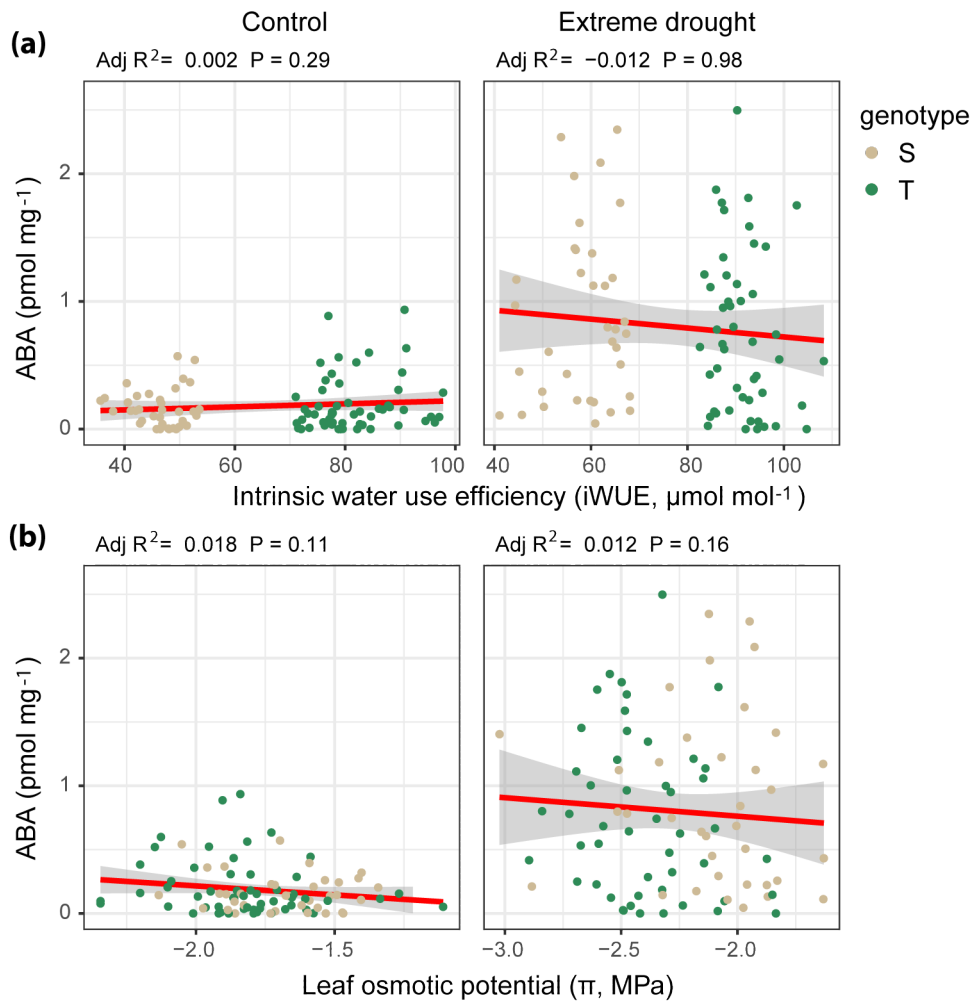 Control Extreme drought
(a)
Adj R²= 0.002 P = 0.29 Adj R²= −0.012 P = 0.98
genotype
S
T
ABA (pmol mg⁻¹)
2
1
0
40 60 80 100 40 60 80 100
Intrinsic water use efficiency (iWUE, μmol mol⁻¹)
(b)
Adj R²= 0.018 P = 0.11 Adj R²= 0.012 P = 0.16
ABA (pmol mg⁻¹)
2
1
0
−2.0 −1.5 −3.0 −2.5 −2.0
Leaf osmotic potential (π, MPa)